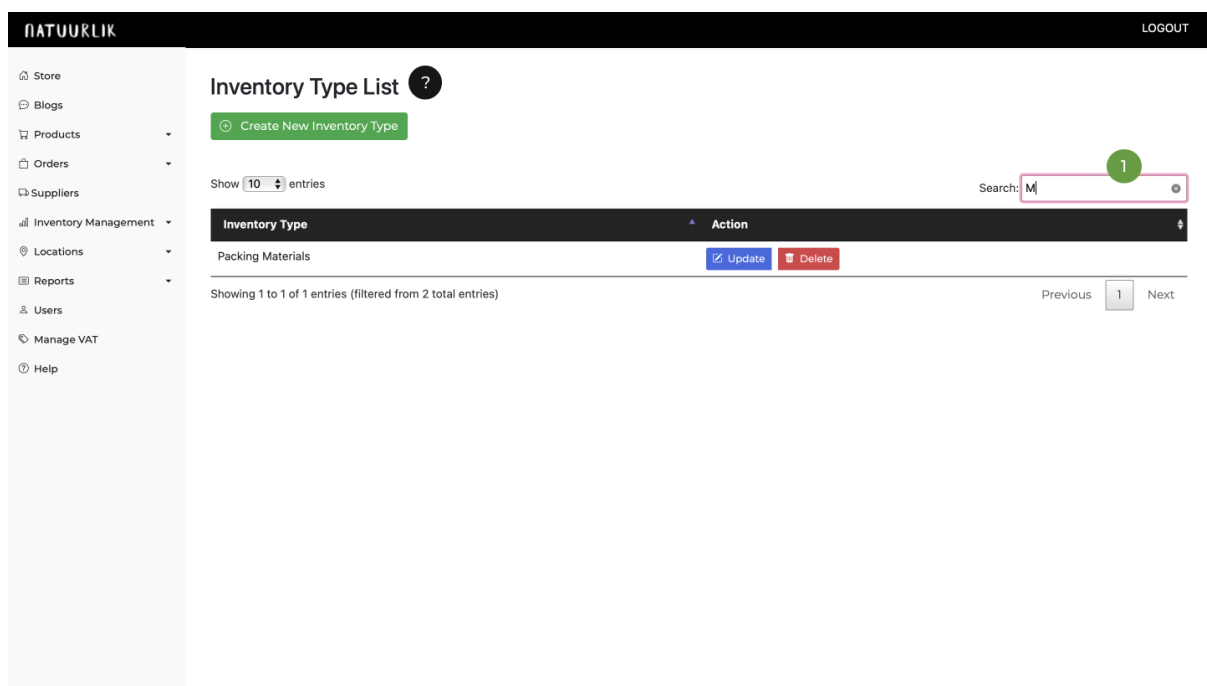 NATUURLIK
LOGOUT
Store
Blogs
Products
Orders
Suppliers
Inventory Management
Locations
Reports
Users
Manage VAT
Help
Inventory Type List ?
Create New Inventory Type
Show 10 entries
1
Search: M
Inventory Type Action
Packing Materials Update Delete
Showing 1 to 1 of 1 entries (filtered from 2 total entries)
Previous 1 Next